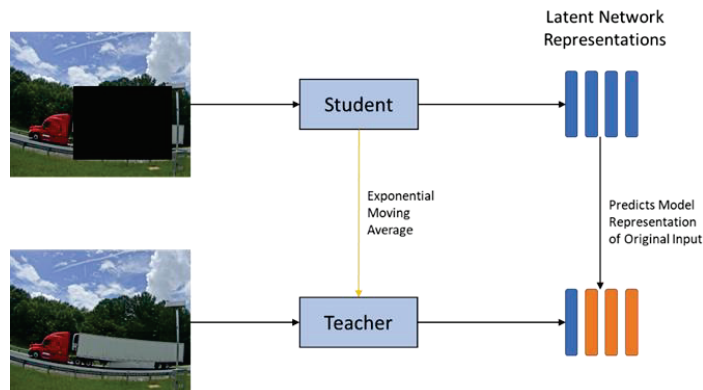 Latent Network
Representations
Student
Exponential
Moving
Average
Predicts Model
Representation
of Original Input
Teacher